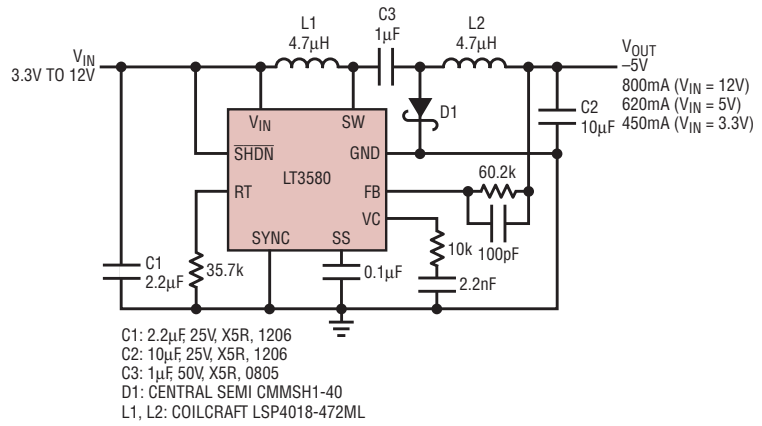 L1
4.7µH
C3
1µF
L2
4.7µH
VIN
3.3V TO 12V
VOUT
–5V
800mA (VIN = 12V)
620mA (VIN = 5V)
450mA (VIN = 3.3V)
D1
C2
10µF
VIN
SW
SHDN
GND
LT3580
RT
FB
60.2k
100pF
VC
SYNC
SS
10k
2.2nF
C1
2.2µF
35.7k
0.1µF
C1: 2.2µF, 25V, X5R, 1206
C2: 10µF, 25V, X5R, 1206
C3: 1µF, 50V, X5R, 0805
D1: CENTRAL SEMI CMMSH1-40
L1, L2: COILCRAFT LSP4018-472ML